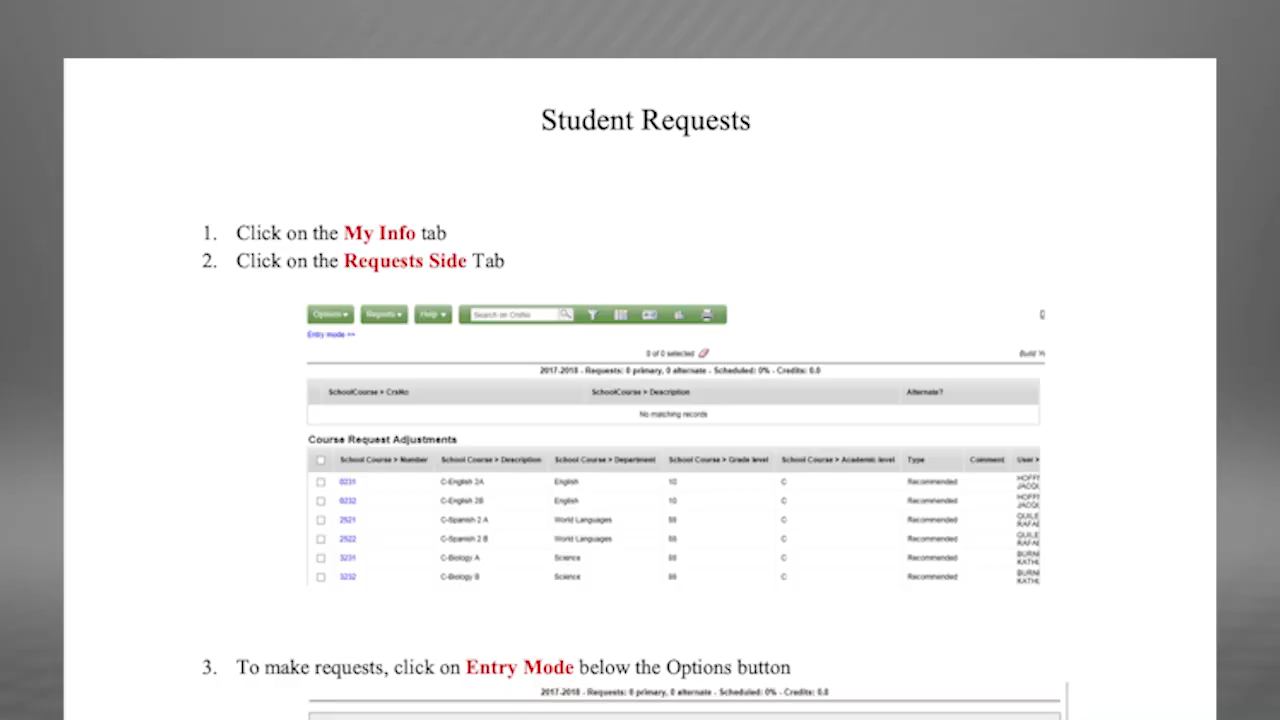 Student Requests
1. Click on the My Info tab
2. Click on the Requests Side Tab
Options Reports Help Search on CrsNo
Entry mode >>
0 of 0 selected
2017-2018 - Requests: 0 primary, 0 alternate - Scheduled: 0% - Credits: 0.0
SchoolCourse > CrsNo SchoolCourse > Description Alternate?
No matching records
Course Request Adjustments
School Course > Number School Course > Description School Course > Department School Course > Grade level School Course > Academic level Type Comment User >
0231 C-English 2A English 10 C Recommended
0232 C-English 2B English 10 C Recommended
2521 C-Spanish 2 A World Languages C Recommended
2522 C-Spanish 2 B World Languages C Recommended
3231 C-Biology A Science C Recommended
3232 C-Biology B Science C Recommended
3. To make requests, click on Entry Mode below the Options button
2017-2018 - Requests: 0 primary, 0 alternate - Scheduled: 0% - Credits: 0.0